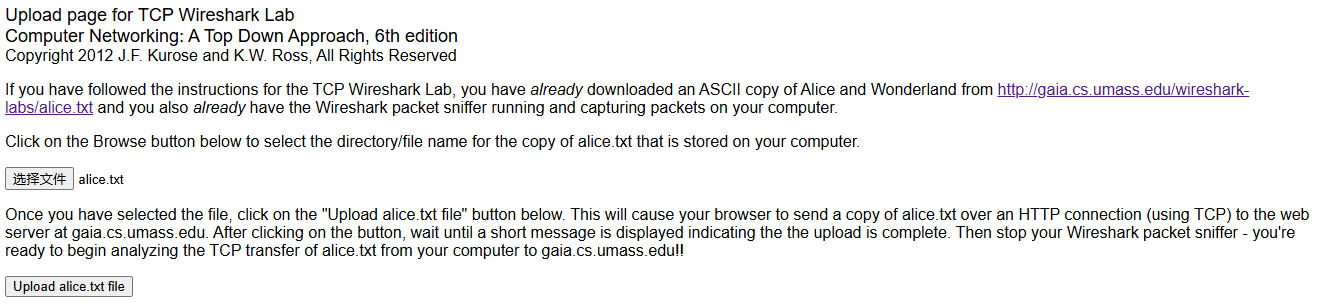 Upload page for TCP Wireshark Lab
Computer Networking: A Top Down Approach, 6th edition
Copyright 2012 J.F. Kurose and K.W. Ross, All Rights Reserved
If you have followed the instructions for the TCP Wireshark Lab, you have already downloaded an ASCII copy of Alice and Wonderland from http://gaia.cs.umass.edu/wireshark-
labs/alice.txt and you also already have the Wireshark packet sniffer running and capturing packets on your computer.
Click on the Browse button below to select the directory/file name for the copy of alice.txt that is stored on your computer.
选择文件 alice.txt
Once you have selected the file, click on the "Upload alice.txt file" button below. This will cause your browser to send a copy of alice.txt over an HTTP connection (using TCP) to the web
server at gaia.cs.umass.edu. After clicking on the button, wait until a short message is displayed indicating the the upload is complete. Then stop your Wireshark packet sniffer - you're
ready to begin analyzing the TCP transfer of alice.txt from your computer to gaia.cs.umass.edu!!
Upload alice.txt file